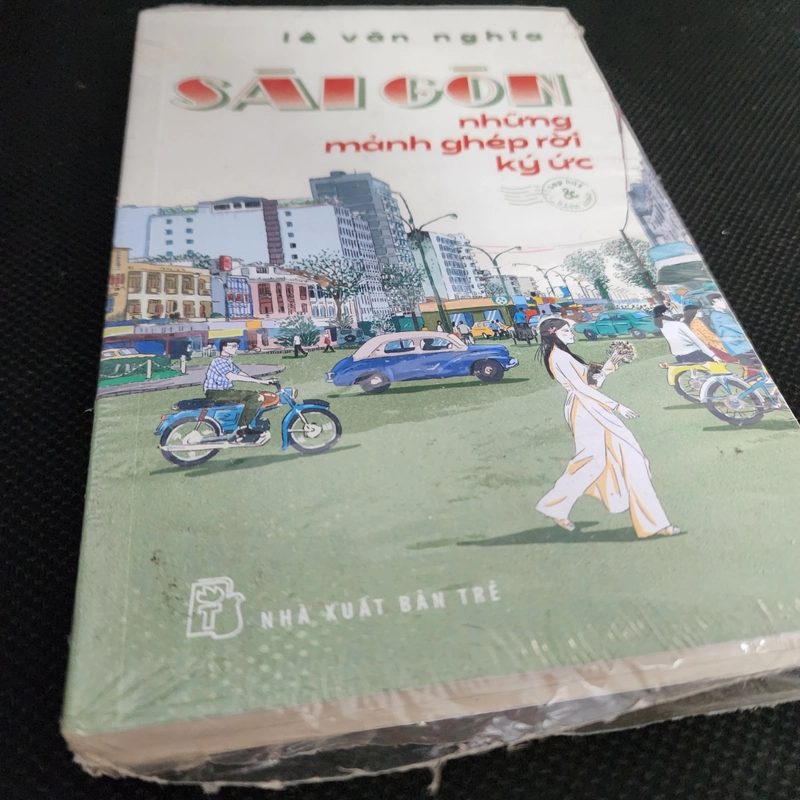 lê văn nghĩa
SÀI GÒN
những
mảnh ghép rời
ký ức
NHÀ XUẤT BẢN TRẺ